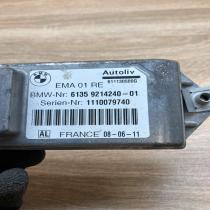 Autoliv
EMA 01 RE
BMW-Nr: 6135 9214240-01
Serien-Nr: 1110079740
AL FRANCE 08-06-11